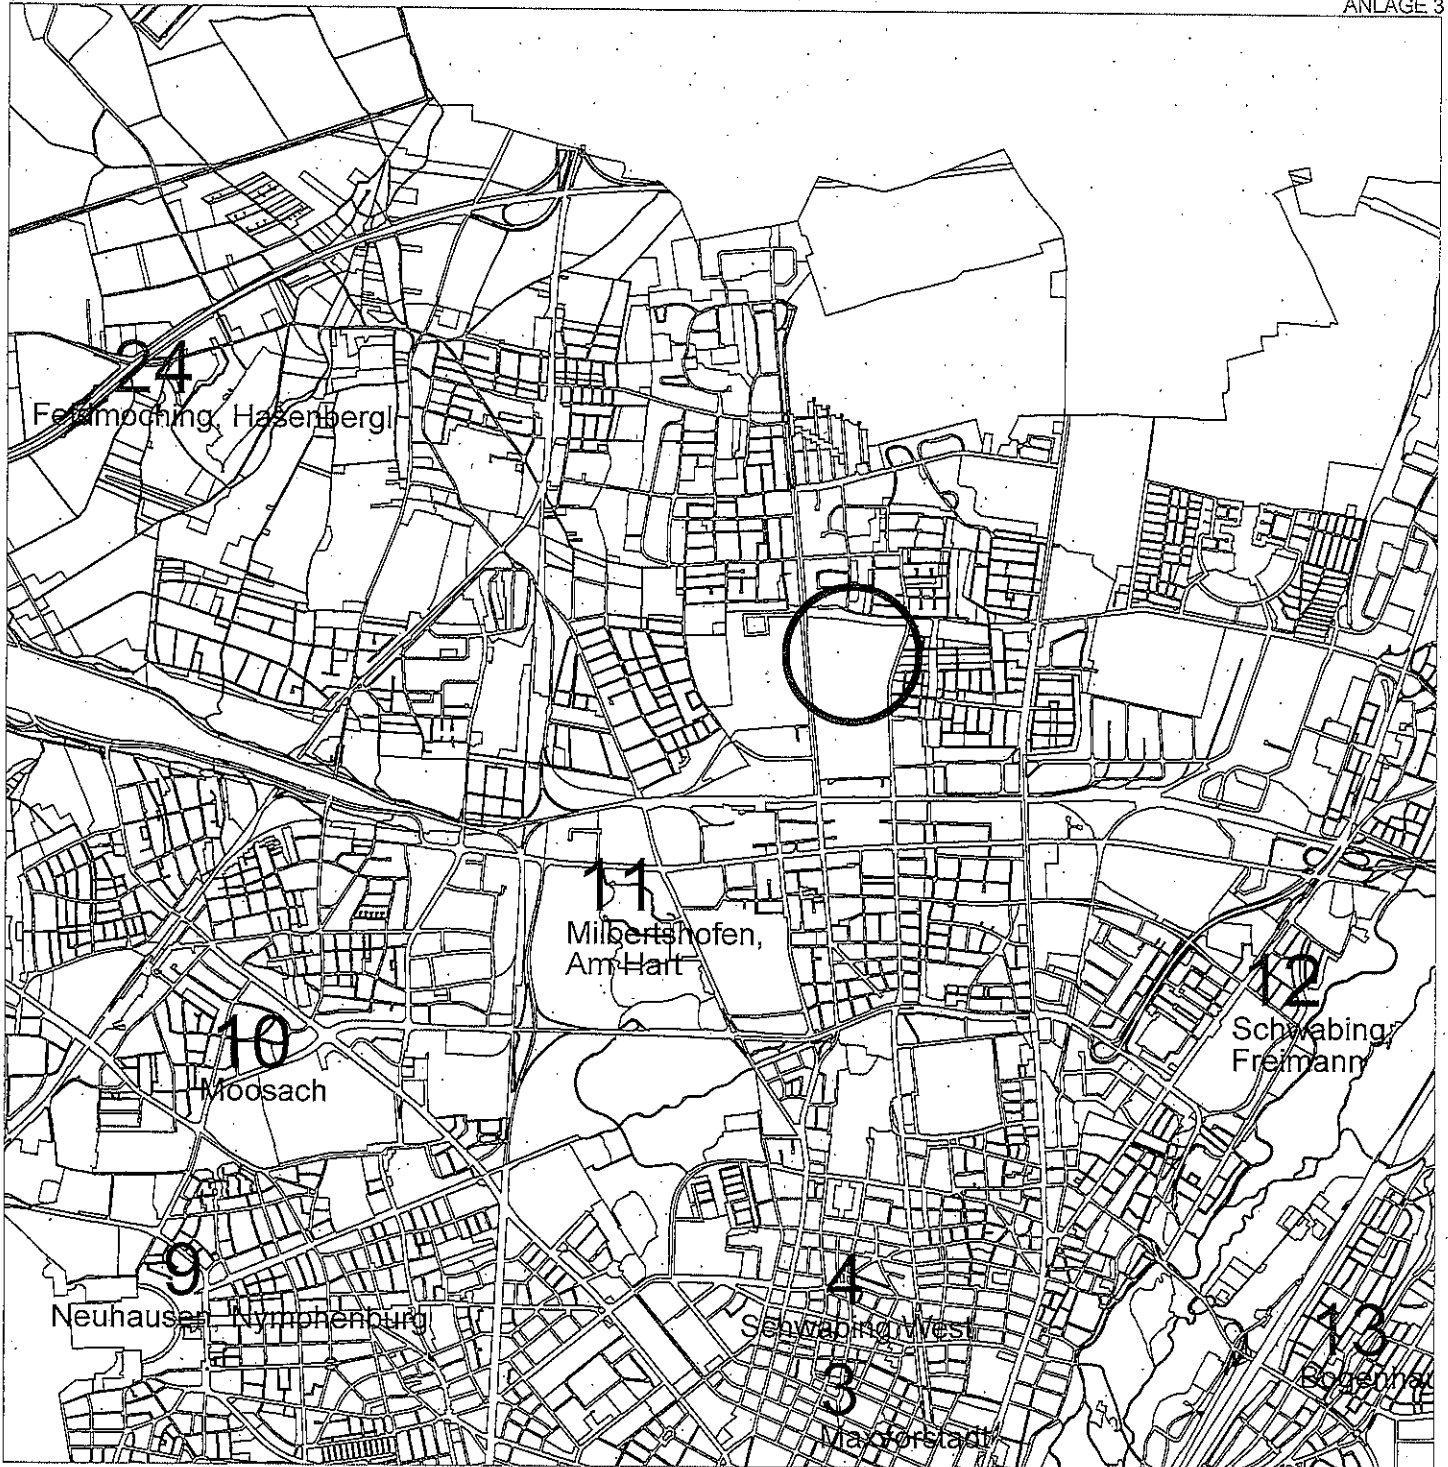 ANLAGE 3
24
Feldmoching, Hasenbergl
11
Milbertshofen,
Am Hart
12
Schwabing,
Freimann
10
Moosach
9
Neuhausen, Nymphenburg
4
Schwabing West
13
Bogenhau
3
Maxvorstadt